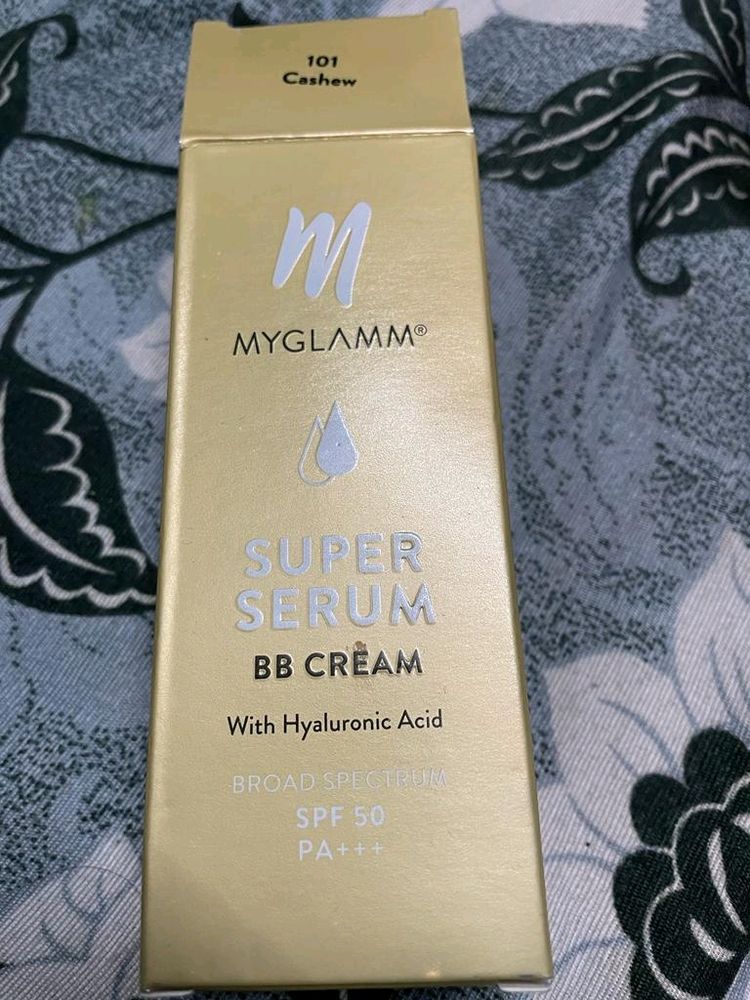 101
Cashew
m
MYGLAMM®
SUPER
SERUM
BB CREAM
With Hyaluronic Acid
BROAD SPECTRUM
SPF 50
PA+++